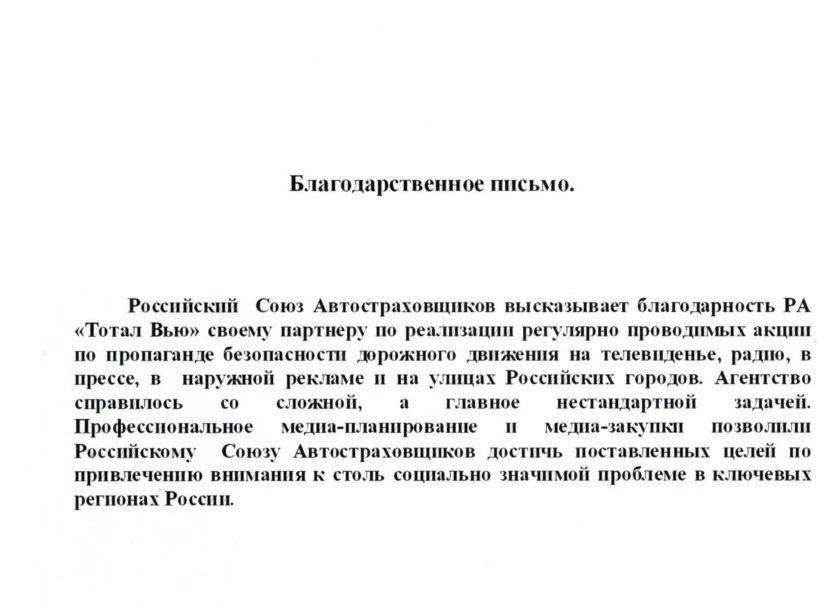 Благодарственное письмо.
Российский Союз Автостраховщиков высказывает благодарность РА
«Тотал Вью» своему партнеру по реализации регулярно проводимых акции
по пропаганде безопасности дорожного движения на телевиденье, радио, в
прессе, в наружной рекламе и на улицах Российских городов. Агентство
справилось со сложной, а главное нестандартной задачей.
Профессиональное медиа-планирование и медиа-закупки позволили
Российскому Союзу Автостраховщиков достичь поставленных целей по
привлечению внимания к столь социально значимой проблеме в ключевых
регионах России.